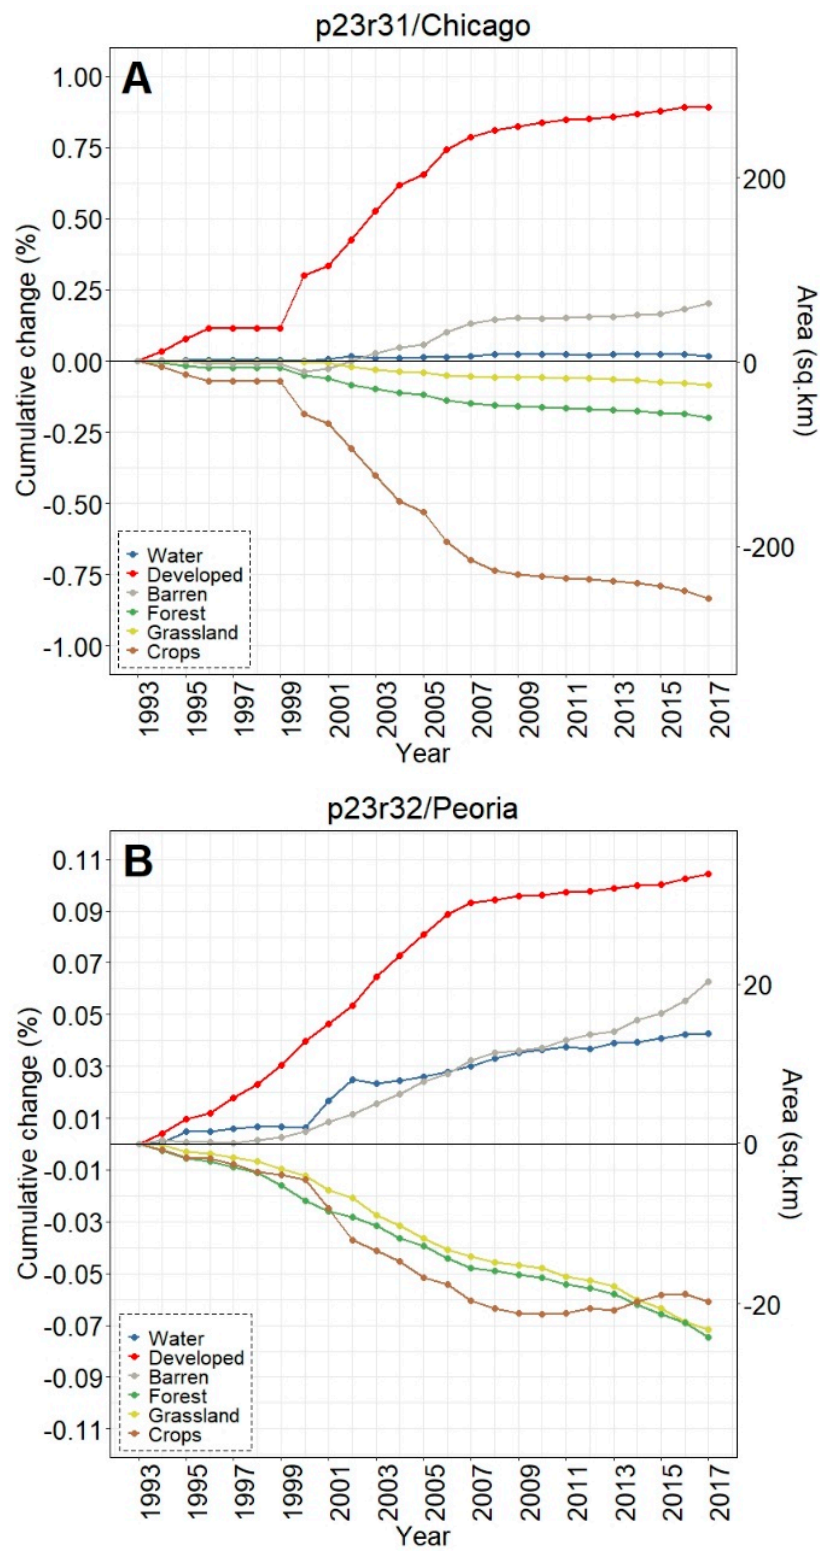 p23r31/Chicago
A
1.00
0.75
0.50
0.25
0.00
-0.25
-0.50
-0.75
-1.00
Cumulative change (%)
200
0
-200
Area (sq.km)
Water
Developed
Barren
Forest
Grassland
Crops
1993 1995 1997 1999 2001 2003 2005 2007 2009 2011 2013 2015 2017
Year
p23r32/Peoria
B
0.11
0.09
0.07
0.05
0.03
0.01
-0.01
-0.03
-0.05
-0.07
-0.09
-0.11
Cumulative change (%)
20
0
-20
Area (sq.km)
Water
Developed
Barren
Forest
Grassland
Crops
1993 1995 1997 1999 2001 2003 2005 2007 2009 2011 2013 2015 2017
Year